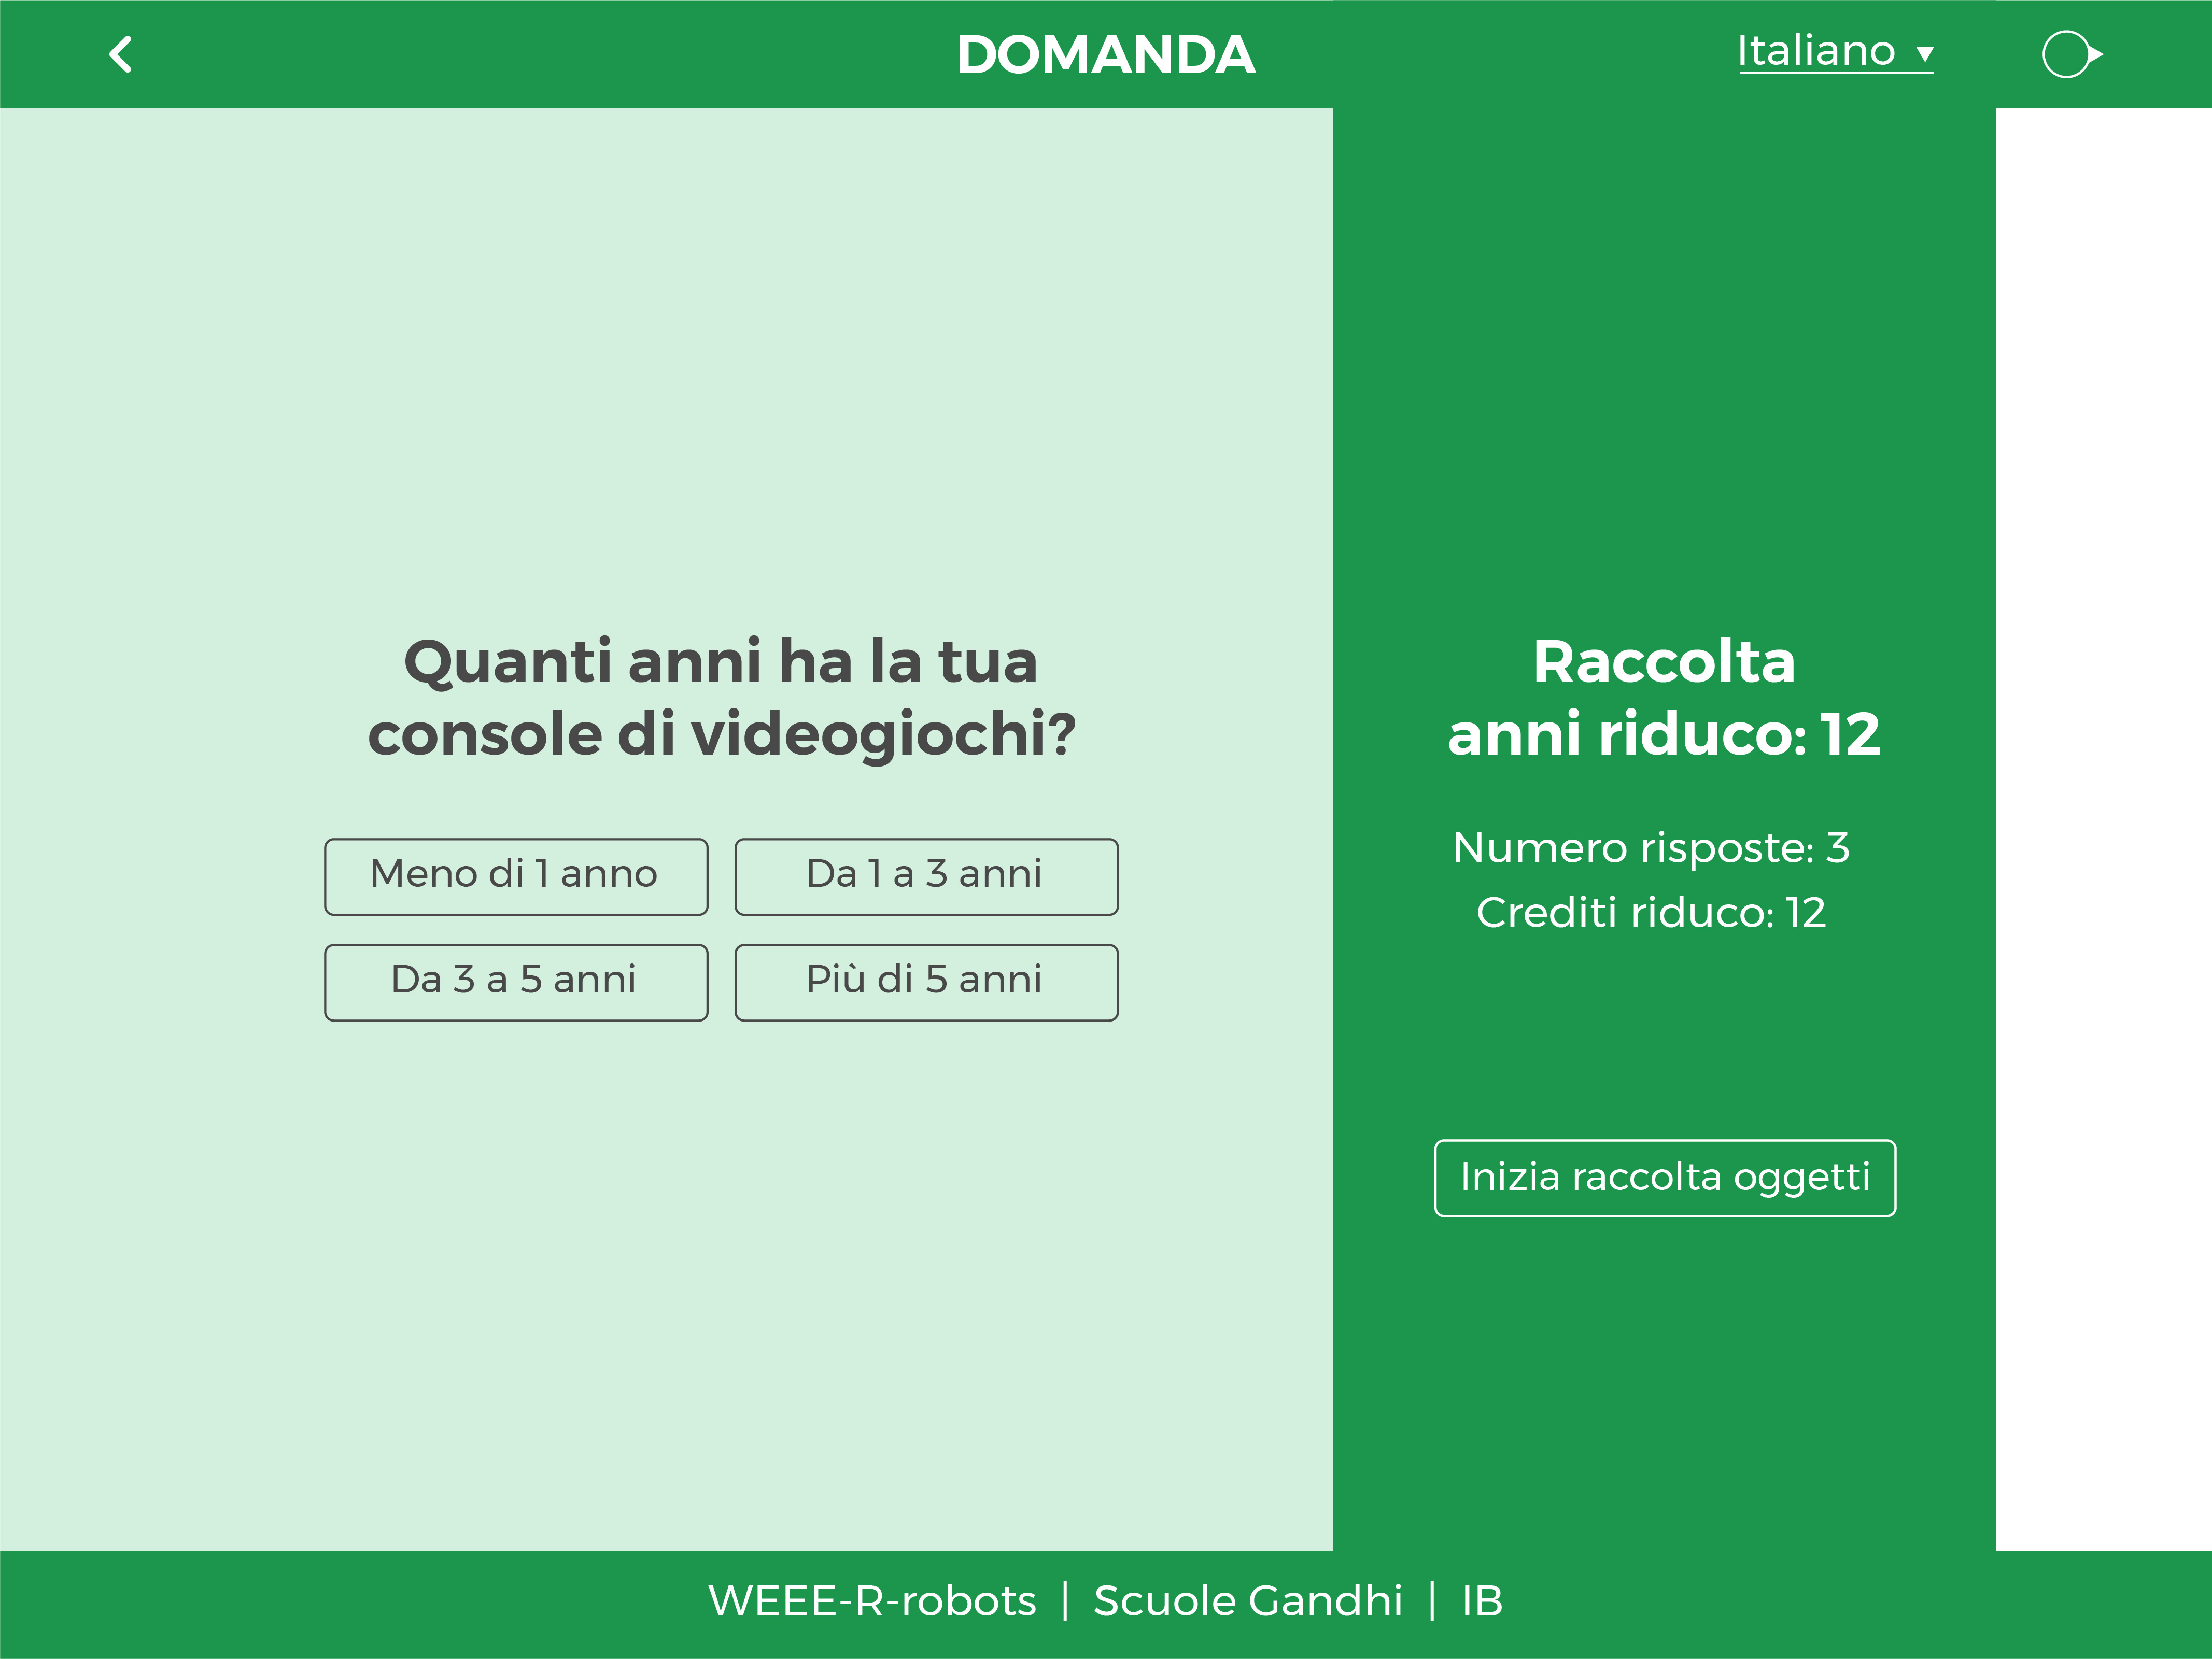 DOMANDA
Italiano
Quanti anni ha la tua
console di videogiochi?
Meno di 1 anno
Da 1 a 3 anni
Da 3 a 5 anni
Più di 5 anni
Raccolta
anni riduco: 12
Numero risposte: 3
Crediti riduco: 12
Inizia raccolta oggetti
WEEE-R-robots | Scuole Gandhi | IB